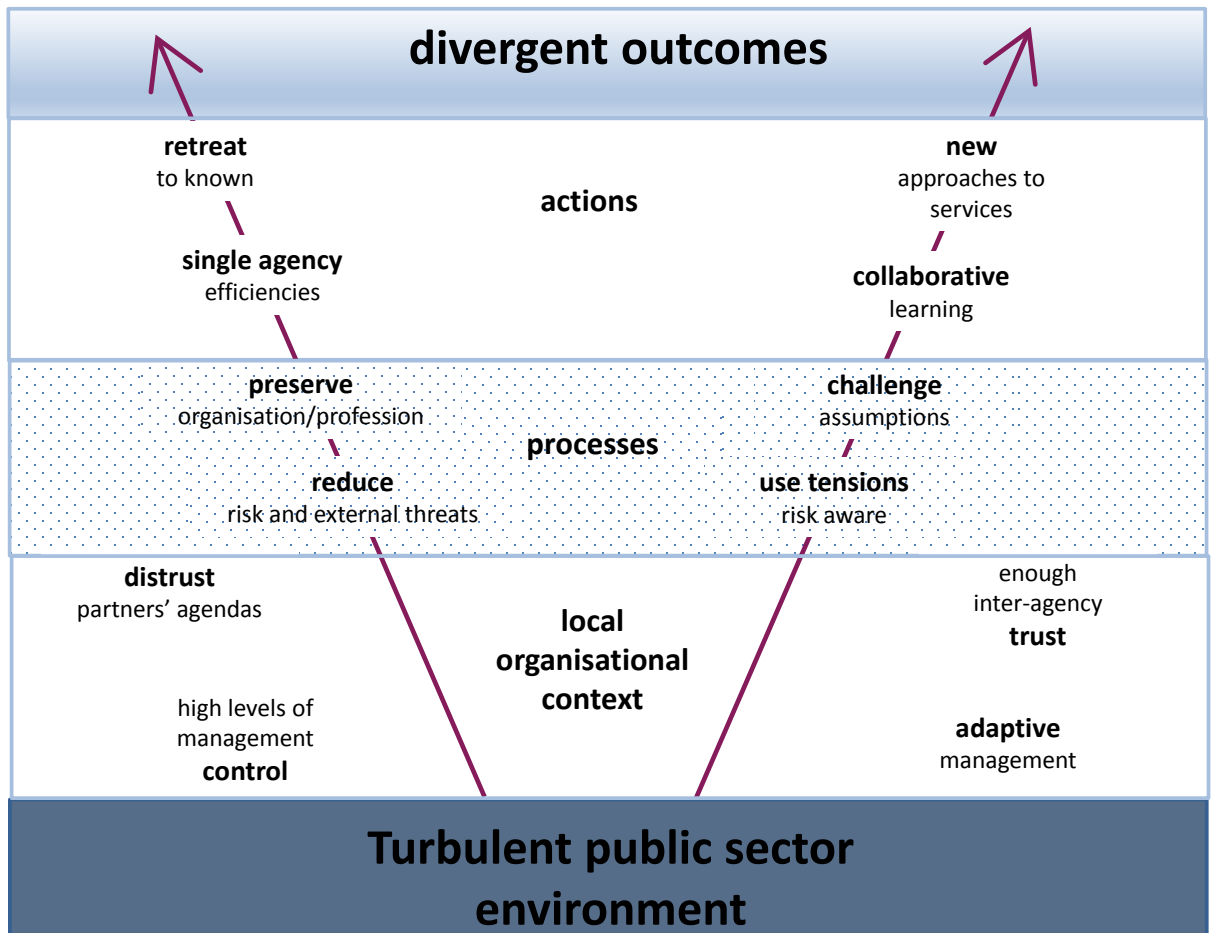 divergent outcomes
retreat
to known
single agency
efficiencies
actions
new
approaches to
services
collaborative
learning
preserve
organisation/profession
reduce
risk and external threats
processes
challenge
assumptions
use tensions
risk aware
distrust
partners’ agendas
high levels of
management
control
local
organisational
context
enough
inter-agency
trust
adaptive
management
Turbulent public sector
environment